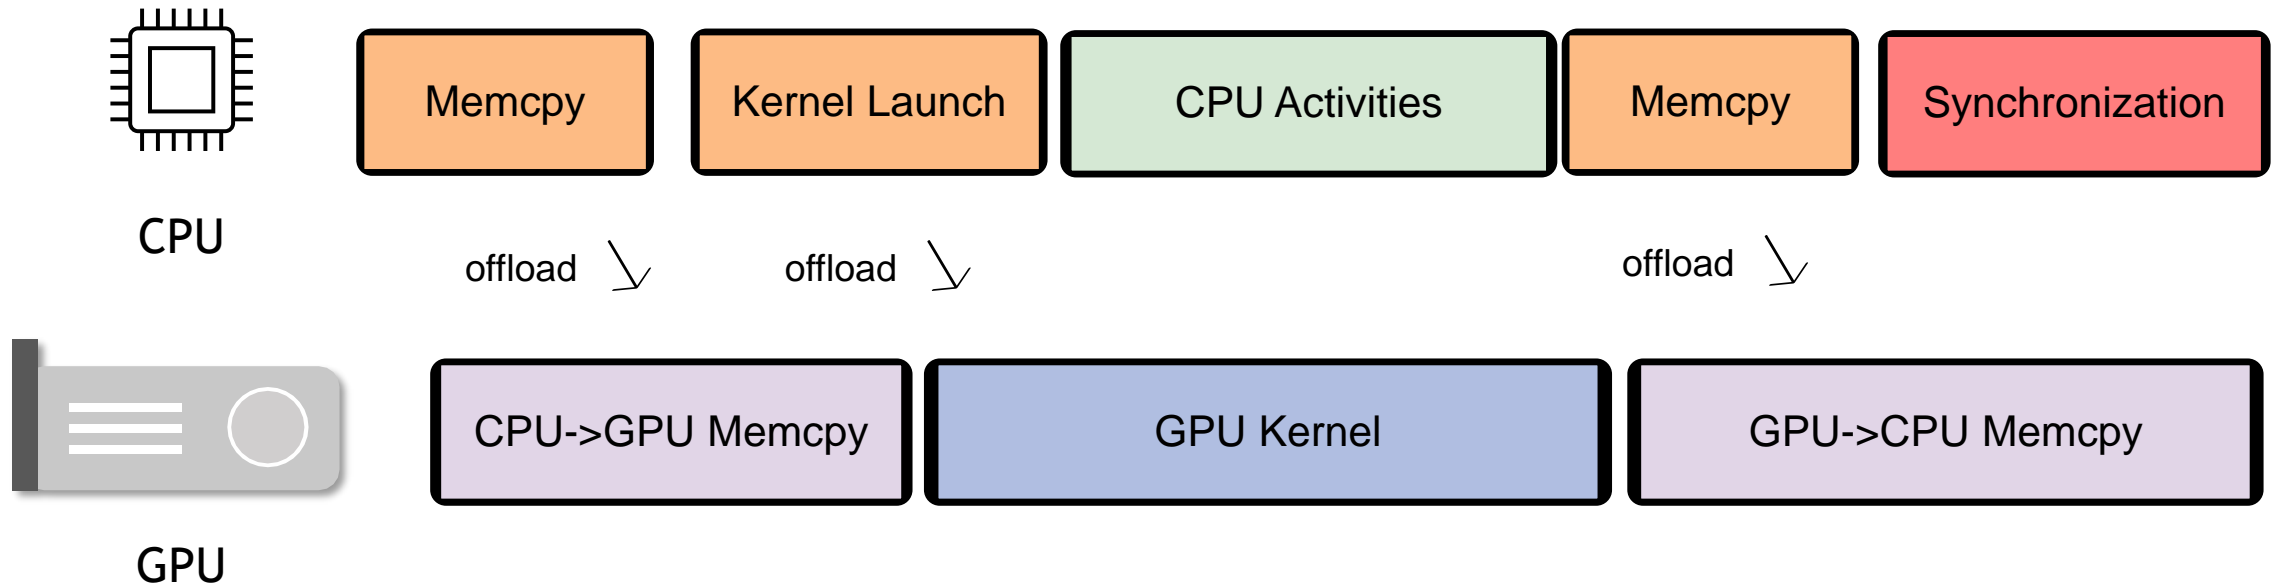 Memcpy
Kernel Launch
CPU Activities
Memcpy
Synchronization
CPU
offload
offload
offload
CPU->GPU Memcpy
GPU Kernel
GPU->CPU Memcpy
GPU